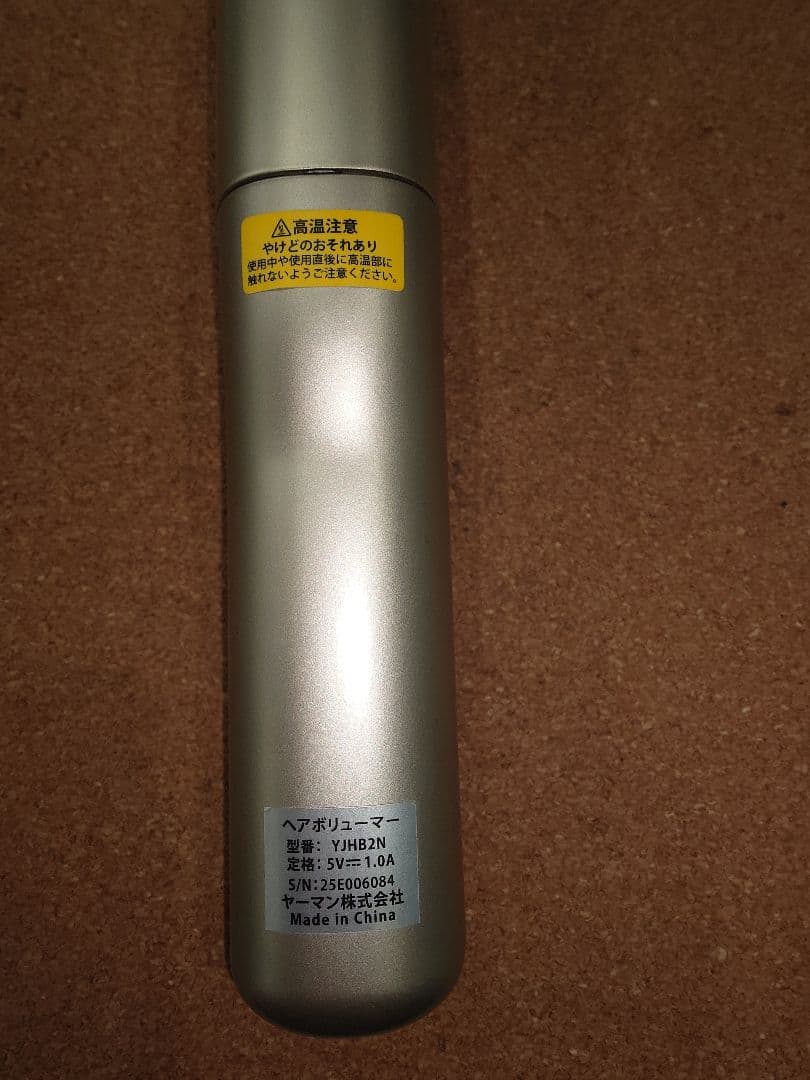 高温注意
やけどのおそれあり
使用中や使用直後に高温部に
触れないようご注意ください。
ヘアボリューマー
型番: YJHB2N
定格: 5V⎓1.0A
S/N:25E006084
ヤーマン株式会社
Made in China